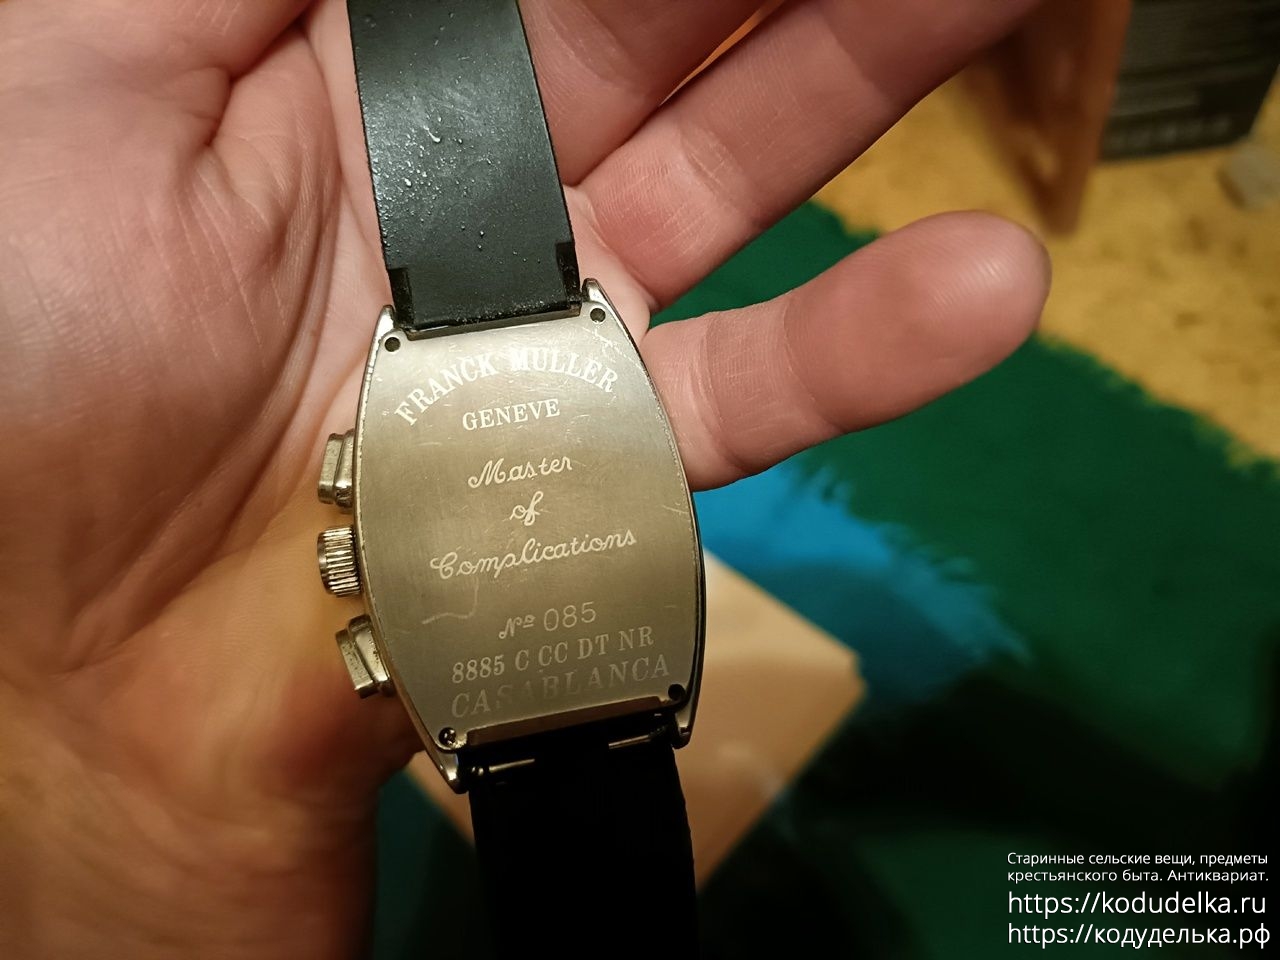 FRANCK MULLER
GENEVE
Master
of
Complications
Nº 085
8885 C CC DT NR
CASABLANCA
Старинные сельские вещи, предметы
крестьянского быта. Антиквариат.
https://kodudelka.ru
https://кодуделька.рф